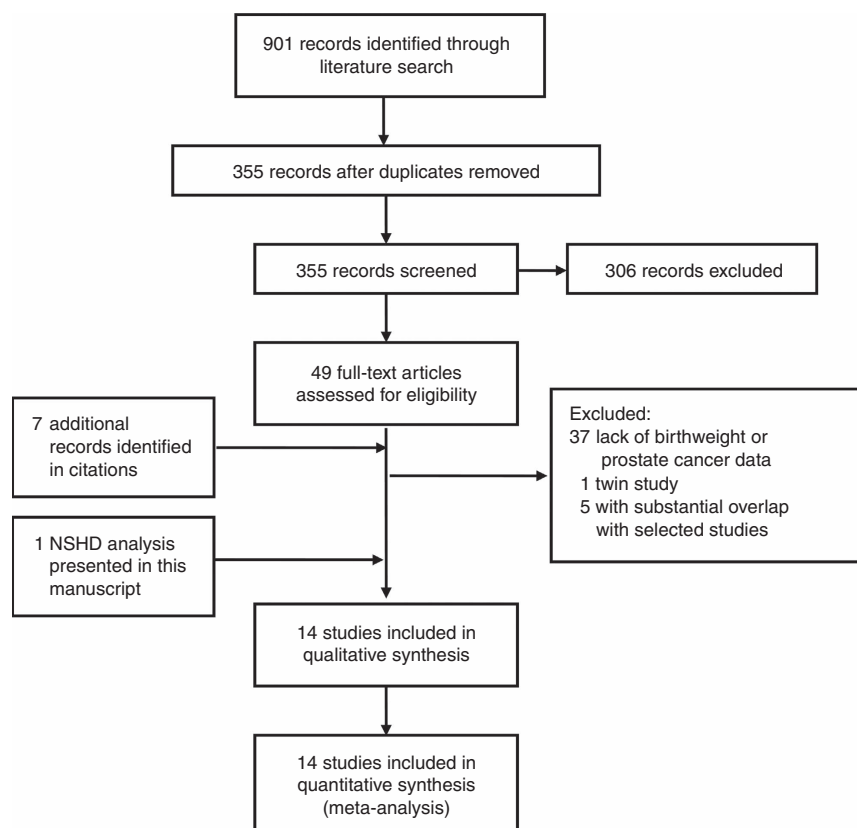 901 records identified through
literature search
355 records after duplicates removed
355 records screened
306 records excluded
49 full-text articles
assessed for eligibility
7 additional
records identified
in citations
Excluded:
37 lack of birthweight or
prostate cancer data
1 twin study
5 with substantial overlap
with selected studies
1 NSHD analysis
presented in this
manuscript
14 studies included in
qualitative synthesis
14 studies included in
quantitative synthesis
(meta-analysis)